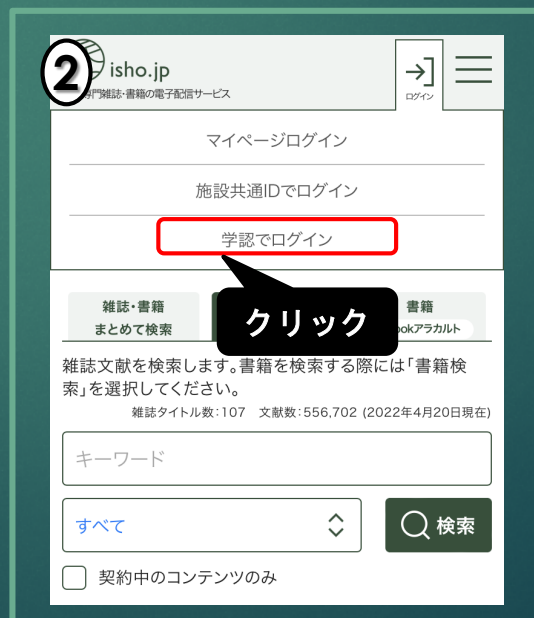 2
isho.jp
専門雑誌・書籍の電子配信サービス
ログイン
マイページログイン
施設共通IDでログイン
学認でログイン
クリック
雑誌・書籍
まとめて検索
書籍
ookアラカルト
雑誌文献を検索します。書籍を検索する際には「書籍検
索」を選択してください。
雑誌タイトル数：107 文献数：556,702 (2022年4月20日現在)
キーワード
すべて
検索
契約中のコンテンツのみ